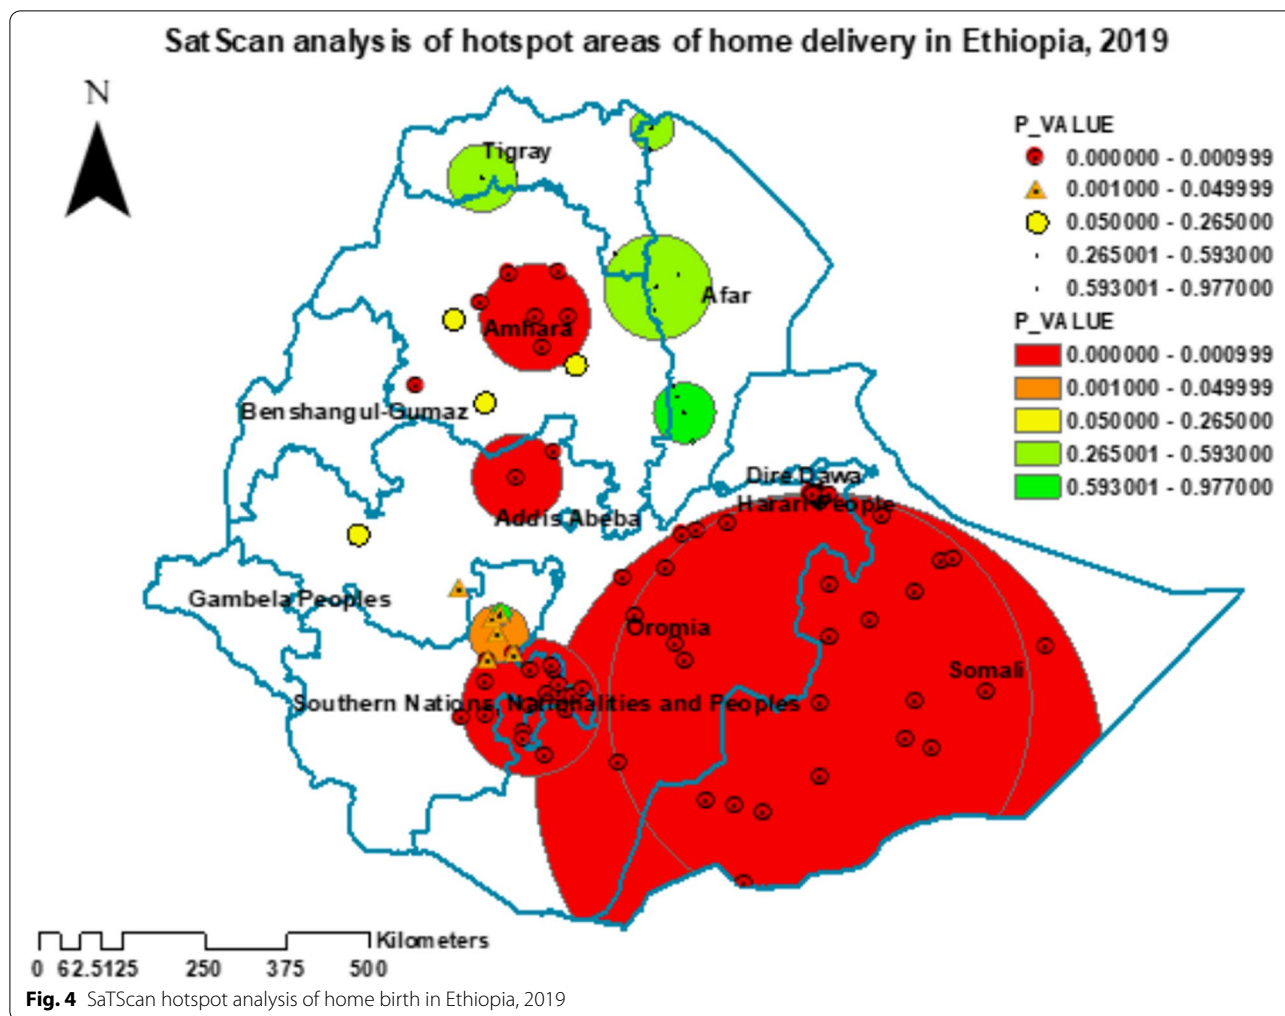 SatScan analysis of hotspot areas of home delivery in Ethiopia, 2019
N
P_VALUE
0.000000 - 0.000999
0.001000 - 0.049999
0.050000 - 0.265000
0.265001 - 0.593000
0.593001 - 0.977000
P_VALUE
0.000000 - 0.000999
0.001000 - 0.049999
0.050000 - 0.265000
0.265001 - 0.593000
0.593001 - 0.977000
Tigray
Afar
Amhara
Benshangul-Gumaz
Dire Dawa
Harari People
Addis Abeba
Gambela Peoples
Oromia
Somali
Southern Nations, Nationalities and Peoples
Kilometers
0 62.5125 250 375 500
Fig. 4 SaTScan hotspot analysis of home birth in Ethiopia, 2019